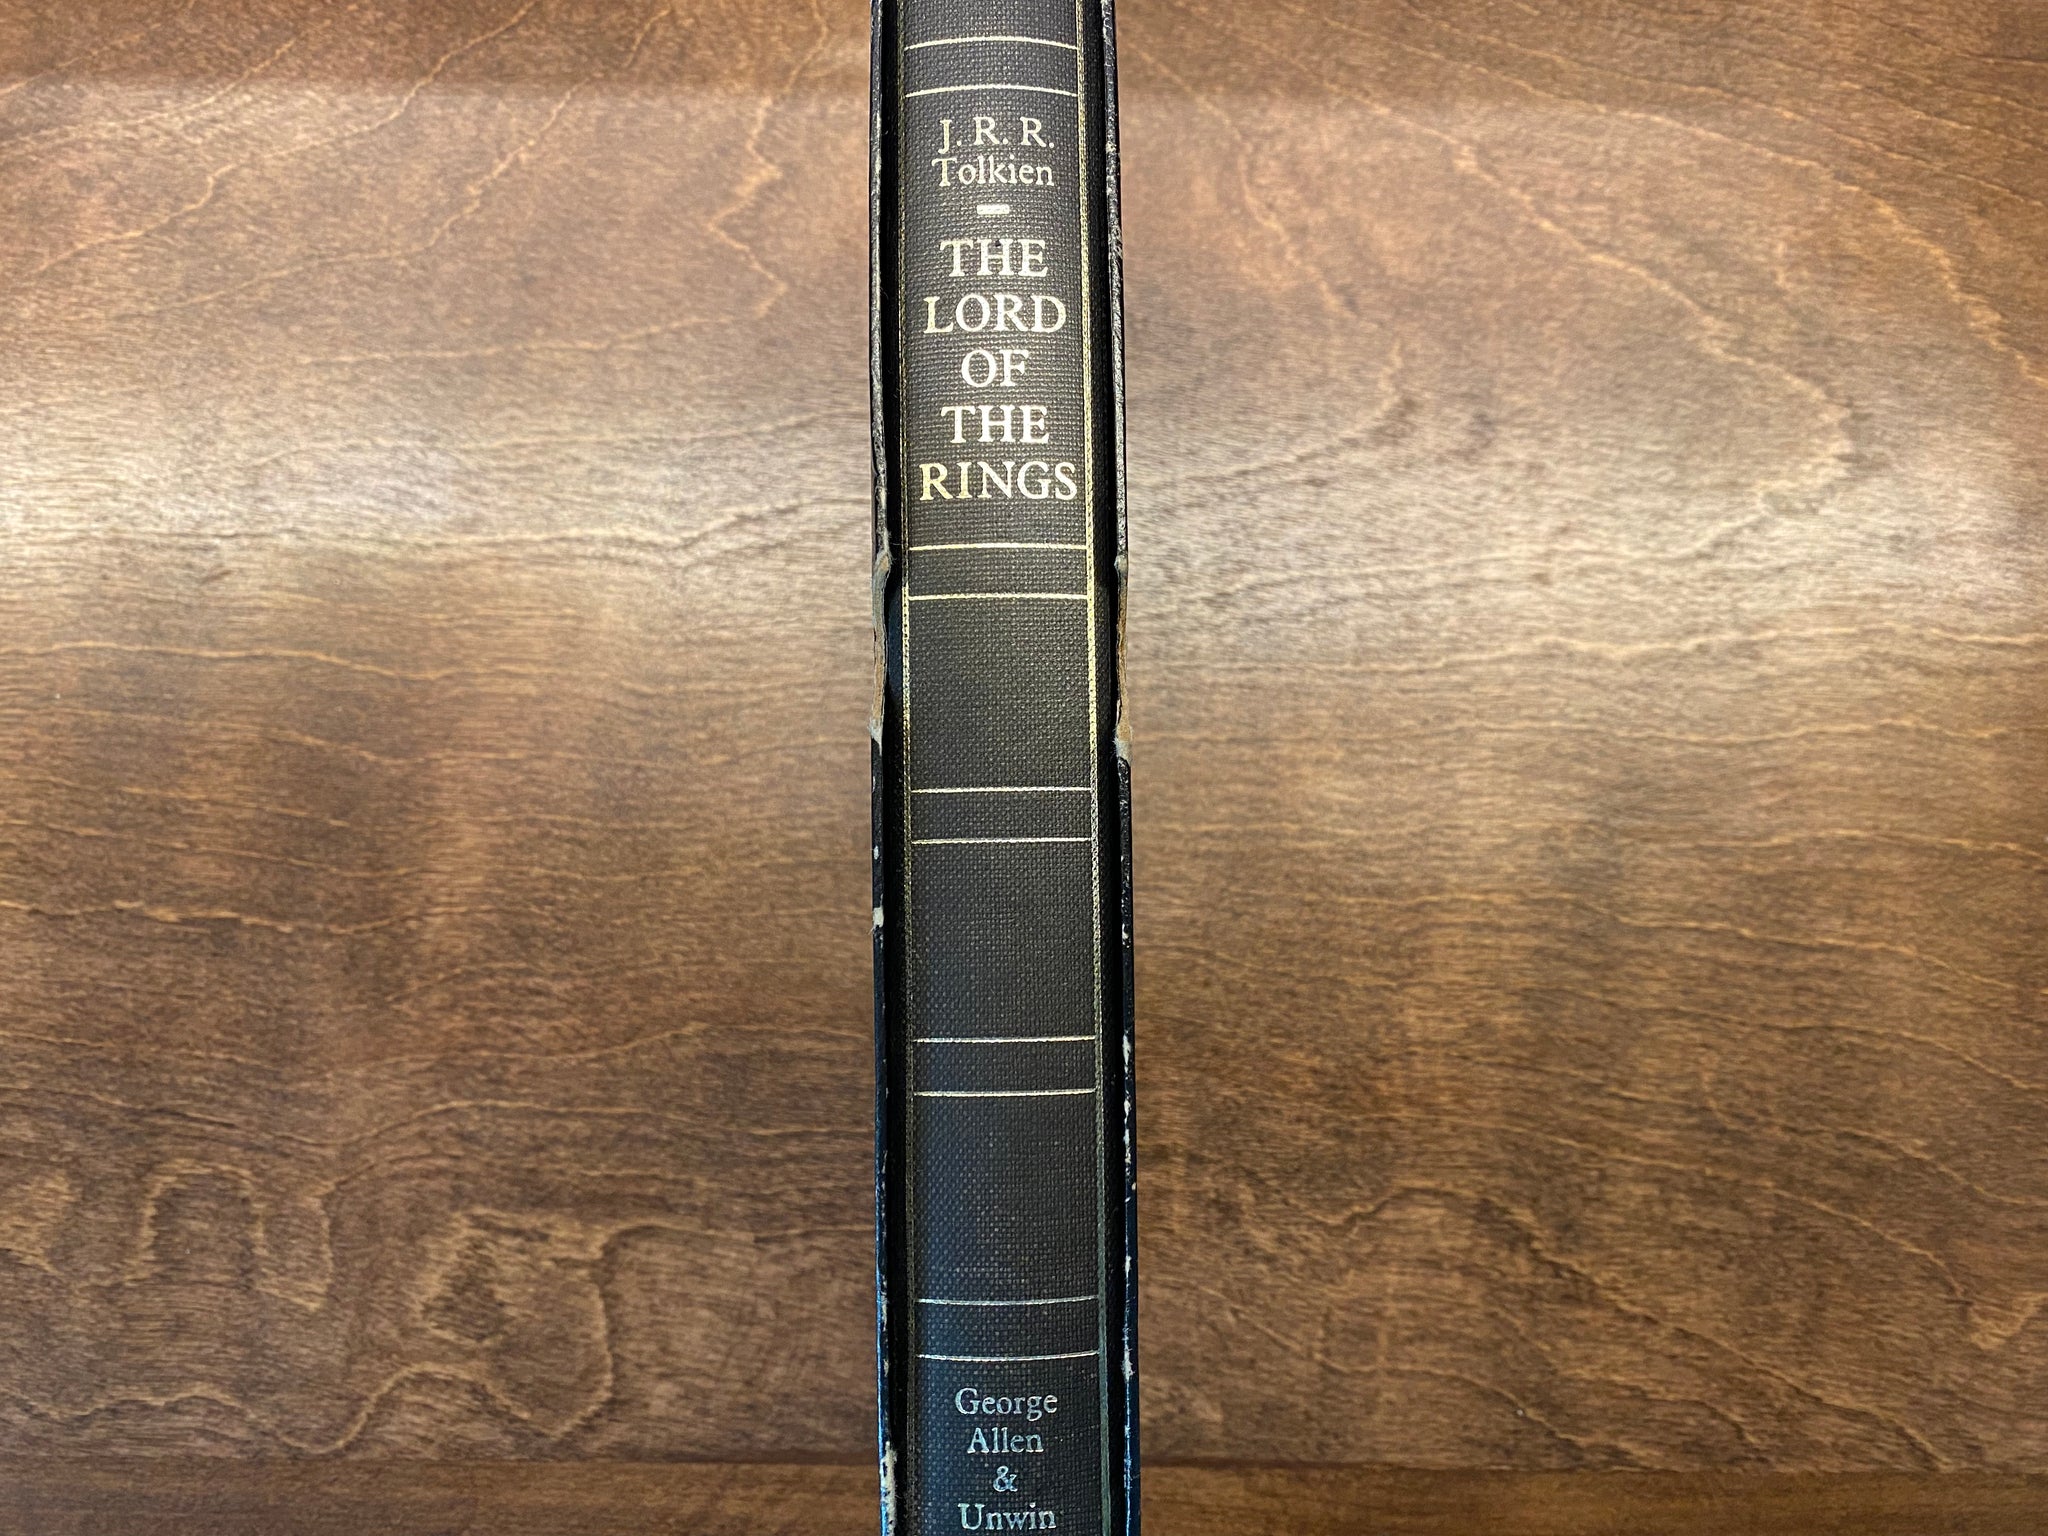 J. R. R.
Tolkien
THE
LORD
OF
THE
RINGS
George
Allen
&
Unwin